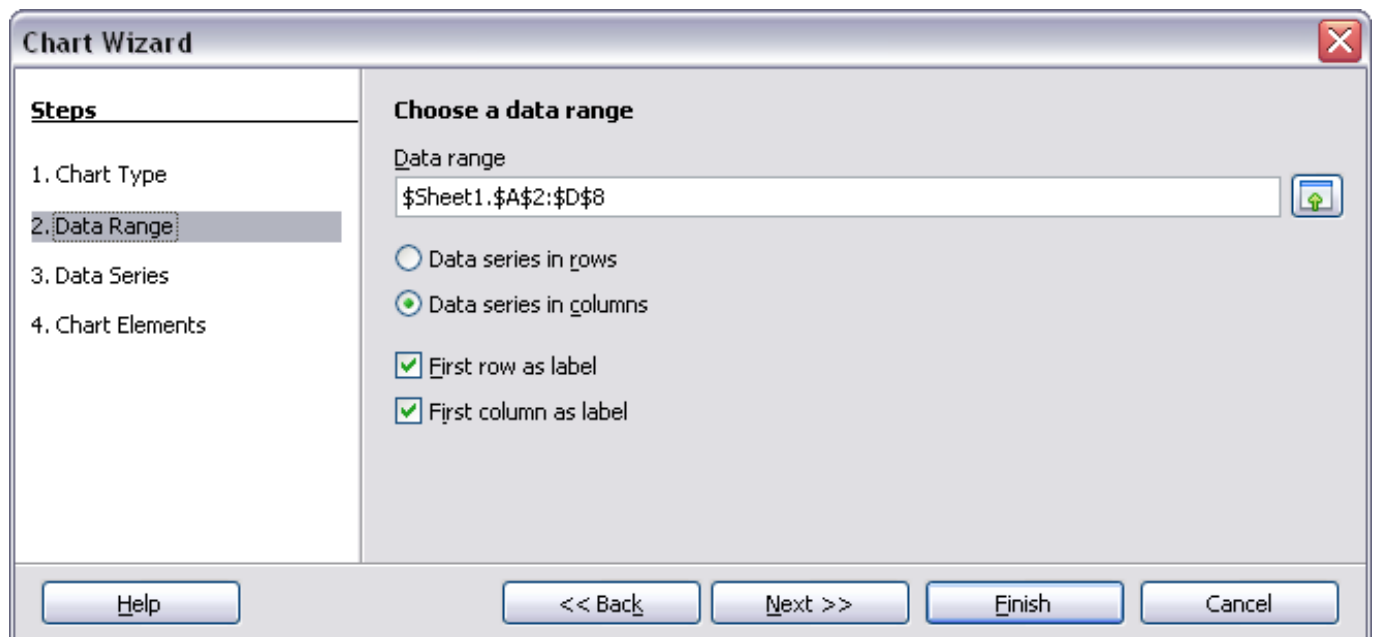 Chart Wizard
Steps
1. Chart Type
2. Data Range
3. Data Series
4. Chart Elements
Choose a data range
Data range
$Sheet1.$A$2:$D$8
Data series in rows
Data series in columns
First row as label
First column as label
Help
<< Back
Next >>
Finish
Cancel